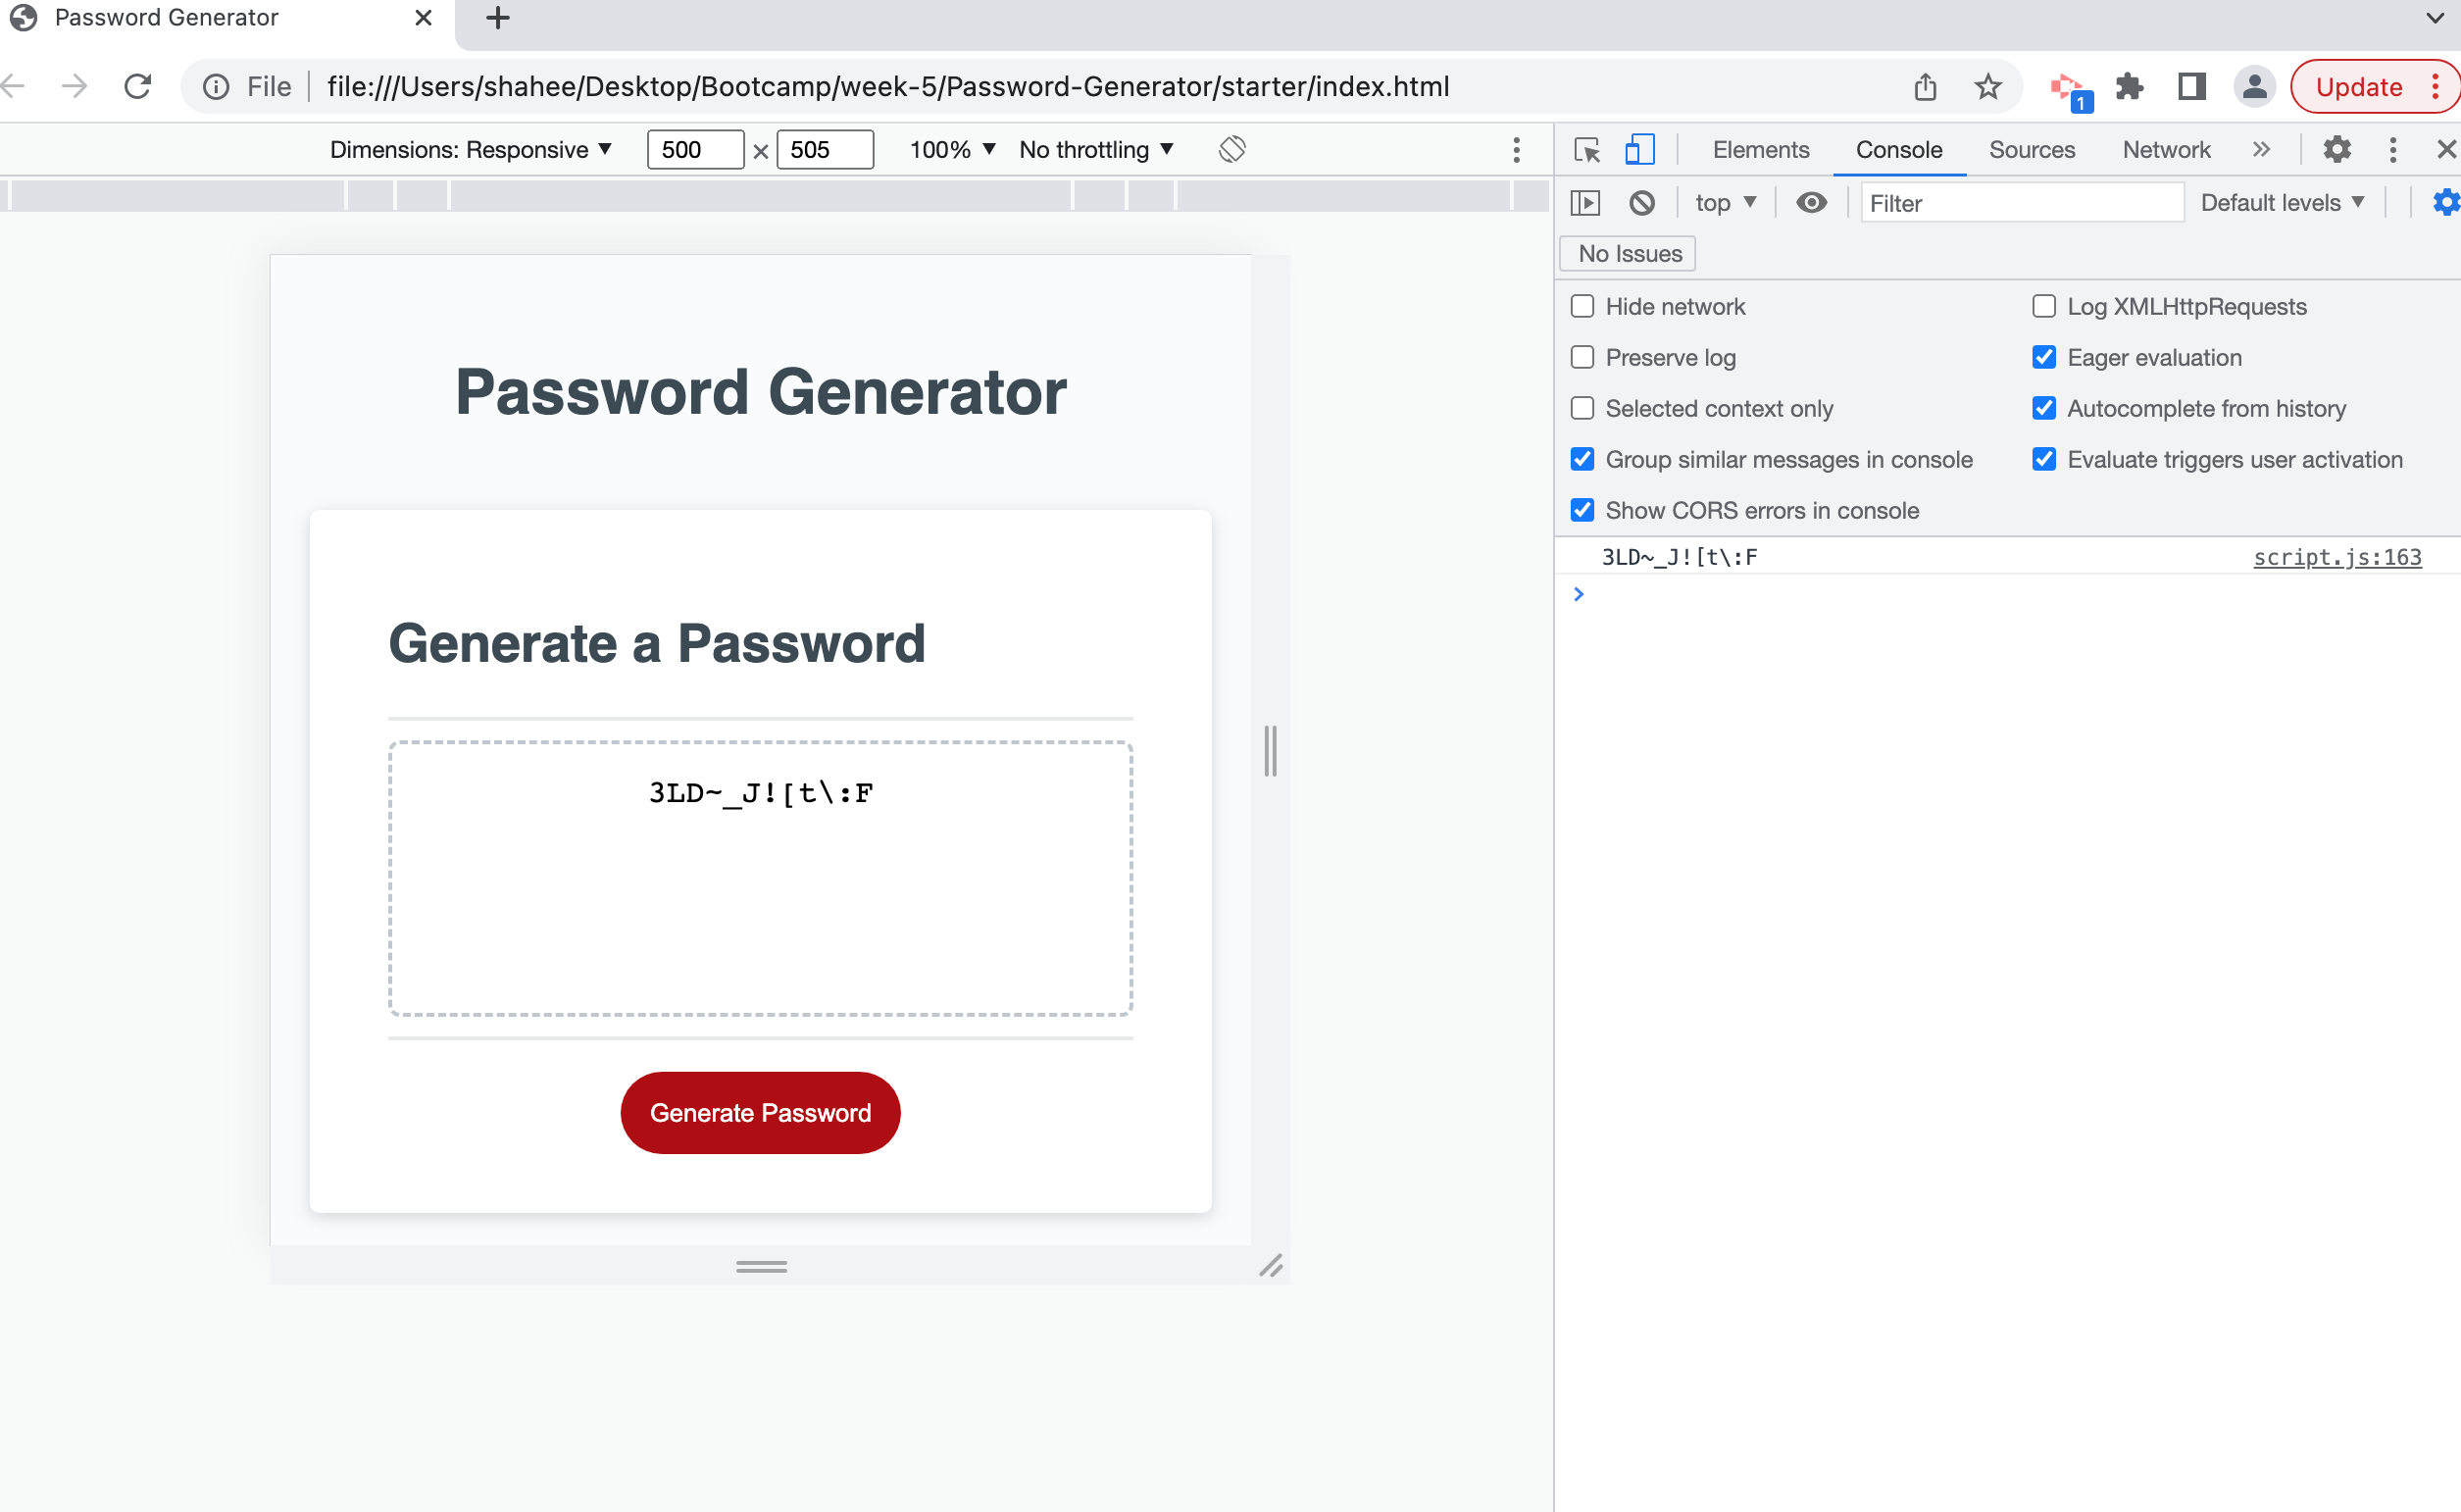 Password Generator
File file:///Users/shahee/Desktop/Bootcamp/week-5/Password-Generator/starter/index.html 1 Update
Dimensions: Responsive 500 × 505 100% No throttling
Elements Console Sources Network
top Filter Default levels
No Issues
Hide network Log XMLHttpRequests
Preserve log Eager evaluation
Selected context only Autocomplete from history
Group similar messages in console Evaluate triggers user activation
Show CORS errors in console
3LD~_J![t\:F script.js:163
Password Generator
Generate a Password
3LD~_J![t\:F
Generate Password